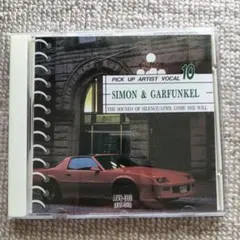 PICK UP ARTIST VOCAL 10
SIMON & GARFUNKEL
THE SOUNDS OF SILENCE/APRIL COME SHE WILL